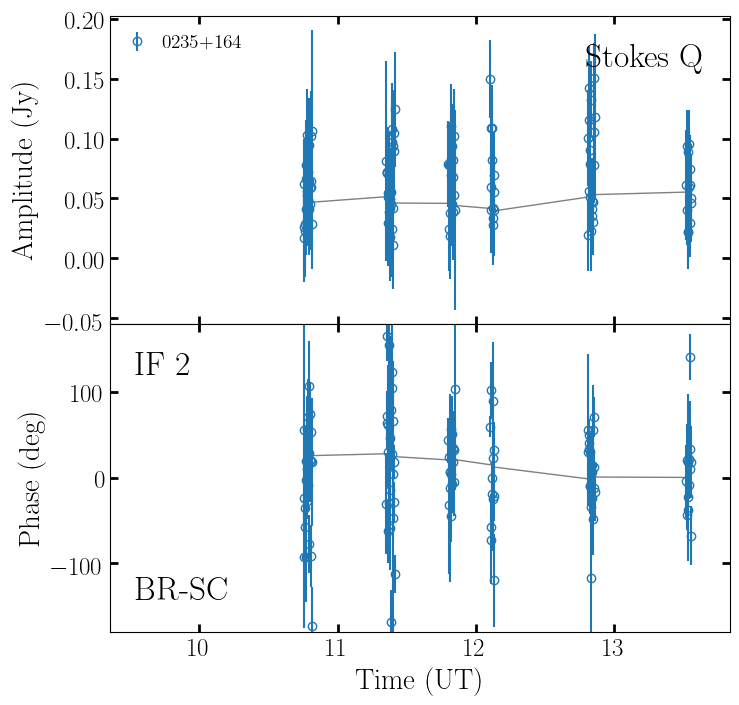 0.20
0235+164
Stokes Q
0.15
0.10
0.05
0.00
−0.05
Amplitude (Jy)
IF 2
100
0
−100
Phase (deg)
BR-SC
10 11 12 13
Time (UT)